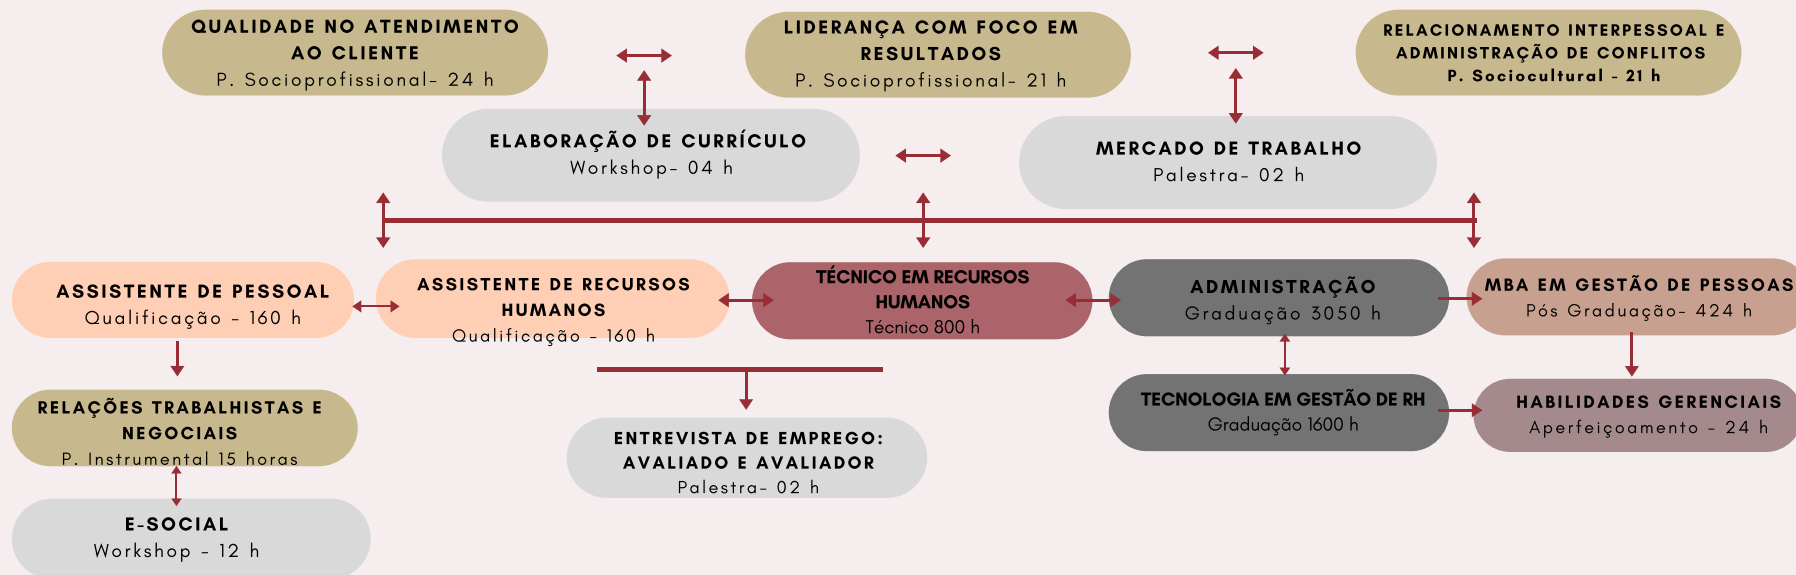 QUALIDADE NO ATENDIMENTO
AO CLIENTE
P. Socioprofissional- 24 h
LIDERANÇA COM FOCO EM
RESULTADOS
P. Socioprofissional- 21 h
RELACIONAMENTO INTERPESSOAL E
ADMINISTRAÇÃO DE CONFLITOS
P. Sociocultural - 21 h
ELABORAÇÃO DE CURRÍCULO
Workshop- 04 h
MERCADO DE TRABALHO
Palestra- 02 h
ASSISTENTE DE PESSOAL
Qualificação - 160 h
ASSISTENTE DE RECURSOS
HUMANOS
Qualificação - 160 h
TÉCNICO EM RECURSOS
HUMANOS
Técnico 800 h
ADMINISTRAÇÃO
Graduação 3050 h
MBA EM GESTÃO DE PESSOAS
Pós Graduação- 424 h
RELAÇÕES TRABALHISTAS E
NEGOCIAIS
P. Instrumental 15 horas
ENTREVISTA DE EMPREGO:
AVALIADO E AVALIADOR
Palestra- 02 h
TECNOLOGIA EM GESTÃO DE RH
Graduação 1600 h
HABILIDADES GERENCIAIS
Aperfeiçoamento - 24 h
E-SOCIAL
Workshop - 12 h